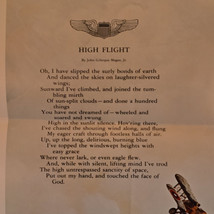 HIGH FLIGHT
By John Gillespie Magee, Jr.
Oh, I have slipped the surly bonds of earth
And danced the skies on laughter-silvered
wings;
Sunward I've climbed, and joined the tum-
bling mirth
Of sun-split clouds—and done a hundred
things
You have not dreamed of—wheeled and
soared and swung
High in the sunlit silence. Hov'ring there,
I've chased the shouting wind along, and flung
My eager craft through footless halls of air.
Up, up the long, delirious, burning blue
I've topped the windswept heights with easy
grace
Where never lark, or even eagle flew.
And, while with silent, lifting mind I've trod
The high untrespassed sanctity of space,
Put out my hand, and touched the face of
God.